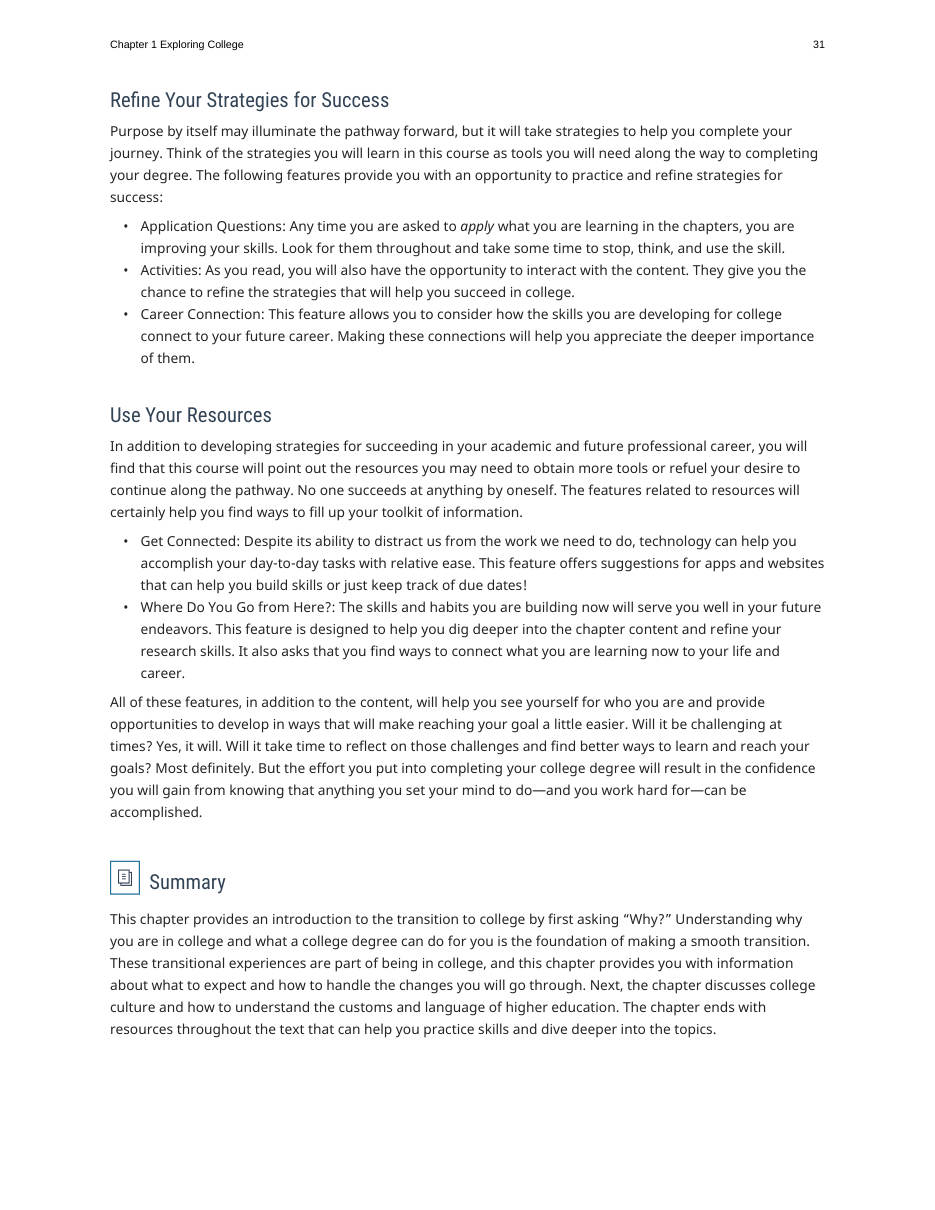 Chapter 1 Exploring College 31
Refine Your Strategies for Success
Purpose by itself may illuminate the pathway forward, but it will take strategies to help you complete your
journey. Think of the strategies you will learn in this course as tools you will need along the way to completing
your degree. The following features provide you with an opportunity to practice and refine strategies for
success:
• Application Questions: Any time you are asked to apply what you are learning in the chapters, you are
improving your skills. Look for them throughout and take some time to stop, think, and use the skill.
• Activities: As you read, you will also have the opportunity to interact with the content. They give you the
chance to refine the strategies that will help you succeed in college.
• Career Connection: This feature allows you to consider how the skills you are developing for college
connect to your future career. Making these connections will help you appreciate the deeper importance
of them.
Use Your Resources
In addition to developing strategies for succeeding in your academic and future professional career, you will
find that this course will point out the resources you may need to obtain more tools or refuel your desire to
continue along the pathway. No one succeeds at anything by oneself. The features related to resources will
certainly help you find ways to fill up your toolkit of information.
• Get Connected: Despite its ability to distract us from the work we need to do, technology can help you
accomplish your day-to-day tasks with relative ease. This feature offers suggestions for apps and websites
that can help you build skills or just keep track of due dates!
• Where Do You Go from Here?: The skills and habits you are building now will serve you well in your future
endeavors. This feature is designed to help you dig deeper into the chapter content and refine your
research skills. It also asks that you find ways to connect what you are learning now to your life and
career.
All of these features, in addition to the content, will help you see yourself for who you are and provide
opportunities to develop in ways that will make reaching your goal a little easier. Will it be challenging at
times? Yes, it will. Will it take time to reflect on those challenges and find better ways to learn and reach your
goals? Most definitely. But the effort you put into completing your college degree will result in the confidence
you will gain from knowing that anything you set your mind to do—and you work hard for—can be
accomplished.
Summary
This chapter provides an introduction to the transition to college by first asking “Why?” Understanding why
you are in college and what a college degree can do for you is the foundation of making a smooth transition.
These transitional experiences are part of being in college, and this chapter provides you with information
about what to expect and how to handle the changes you will go through. Next, the chapter discusses college
culture and how to understand the customs and language of higher education. The chapter ends with
resources throughout the text that can help you practice skills and dive deeper into the topics.